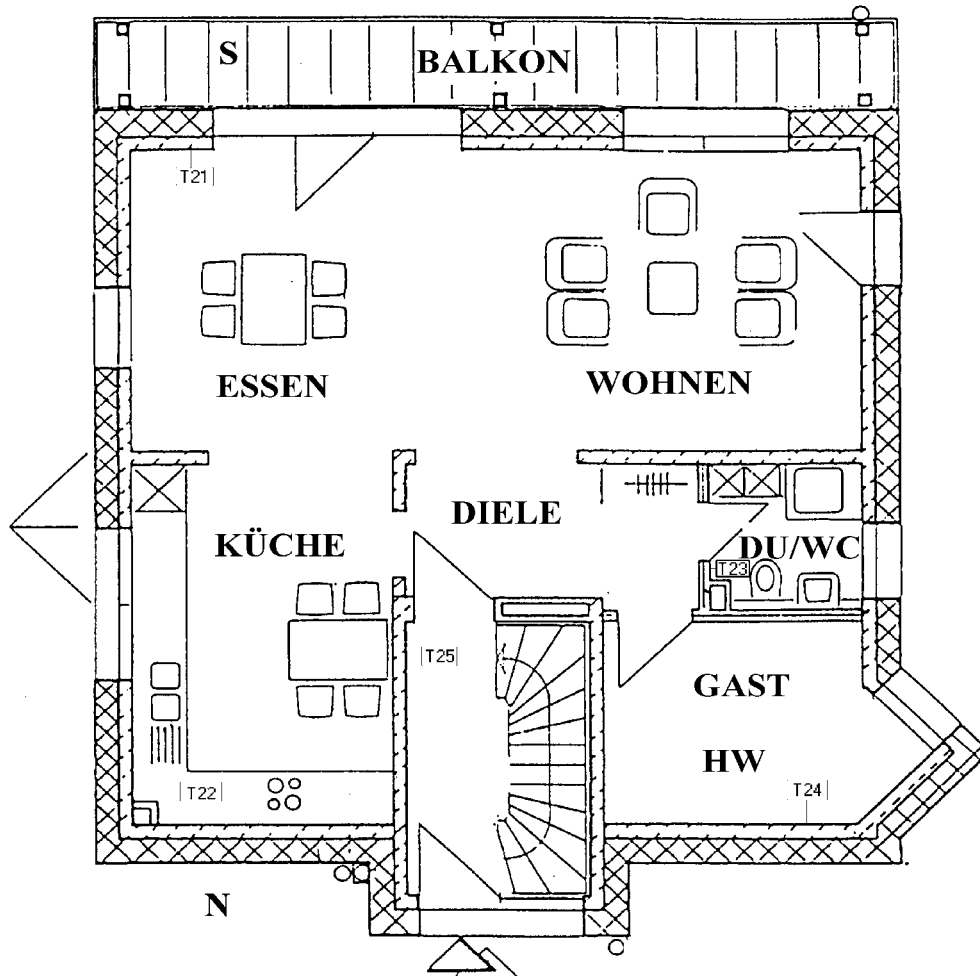 S
BALKON
T21
ESSEN
WOHNEN
DIELE
KÜCHE
DU/WC
T23
T25
GAST
HW
T22
T24
N